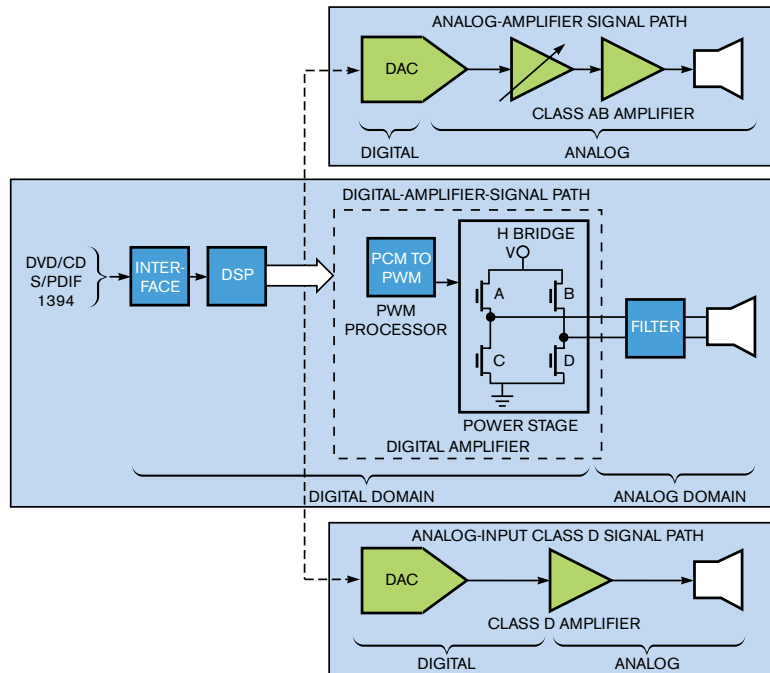 ANALOG-AMPLIFIER SIGNAL PATH
DAC
CLASS AB AMPLIFIER
DIGITAL
ANALOG
DIGITAL-AMPLIFIER-SIGNAL PATH
DVD/CD
S/PDIF
1394
INTER-
FACE
DSP
PCM TO
PWM
PWM
PROCESSOR
H BRIDGE
V
A
B
C
D
POWER STAGE
DIGITAL AMPLIFIER
FILTER
DIGITAL DOMAIN
ANALOG DOMAIN
ANALOG-INPUT CLASS D SIGNAL PATH
DAC
CLASS D AMPLIFIER
DIGITAL
ANALOG